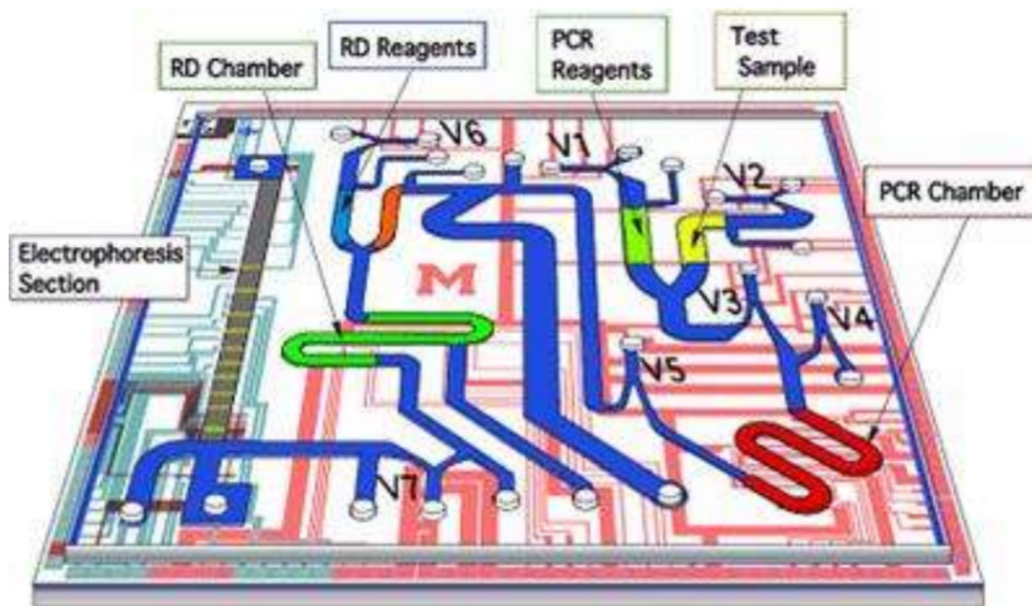 RD Reagents
PCR
Reagents
Test
Sample
RD Chamber
V6
V1
V2
PCR Chamber
Electrophoresis
Section
M
V3
V4
V5
V7